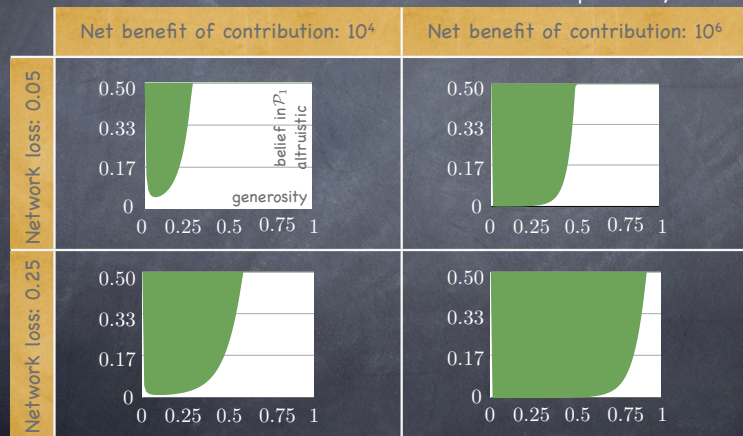 Net benefit of contribution: 10⁴
Net benefit of contribution: 10⁶
Network loss: 0.05
0.50
0.33
0.17
0
0 0.25 0.5 0.75 1
belief in 𝒫₁
altruistic
generosity
0.50
0.33
0.17
0
0 0.25 0.5 0.75 1
Network loss: 0.25
0.50
0.33
0.17
0
0 0.25 0.5 0.75 1
0.50
0.33
0.17
0
0 0.25 0.5 0.75 1